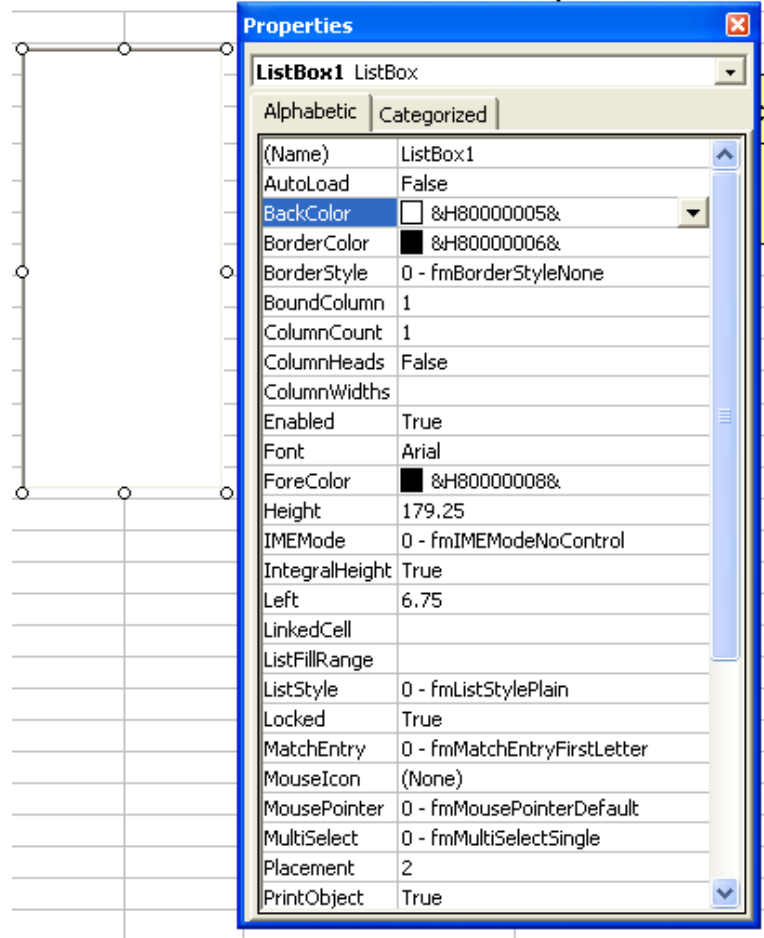 Properties
ListBox1 ListBox
Alphabetic Categorized
(Name) ListBox1
AutoLoad False
BackColor &H80000005&
BorderColor &H80000006&
BorderStyle 0 - fmBorderStyleNone
BoundColumn 1
ColumnCount 1
ColumnHeads False
ColumnWidths
Enabled True
Font Arial
ForeColor &H80000008&
Height 179.25
IMEMode 0 - fmIMEModeNoControl
IntegralHeight True
Left 6.75
LinkedCell
ListFillRange
ListStyle 0 - fmListStylePlain
Locked True
MatchEntry 0 - fmMatchEntryFirstLetter
MouseIcon (None)
MousePointer 0 - fmMousePointerDefault
MultiSelect 0 - fmMultiSelectSingle
Placement 2
PrintObject True